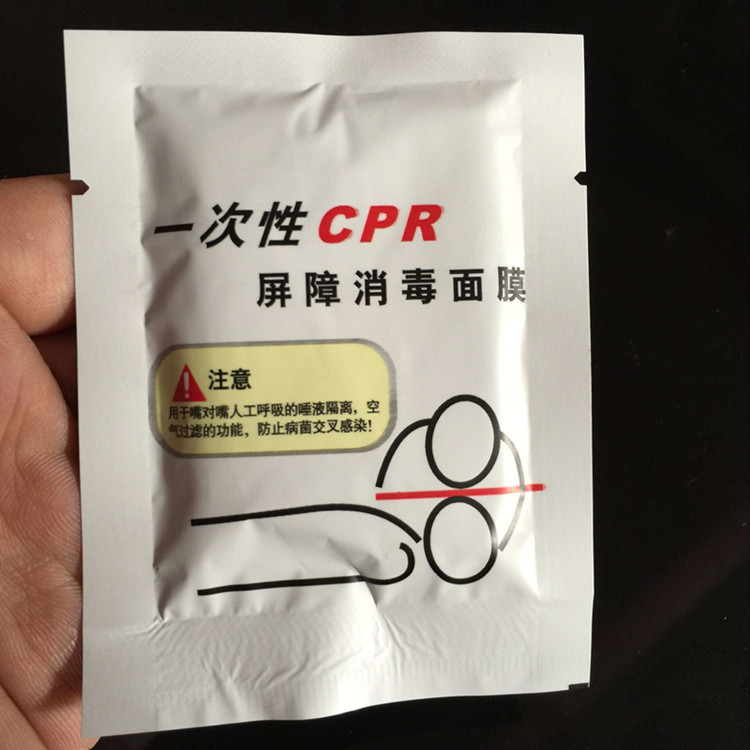 一次性CPR
屏障消毒面膜
注意
用于嘴对嘴人工呼吸的唾液隔离，空
气过滤的功能，防止病菌交叉感染！